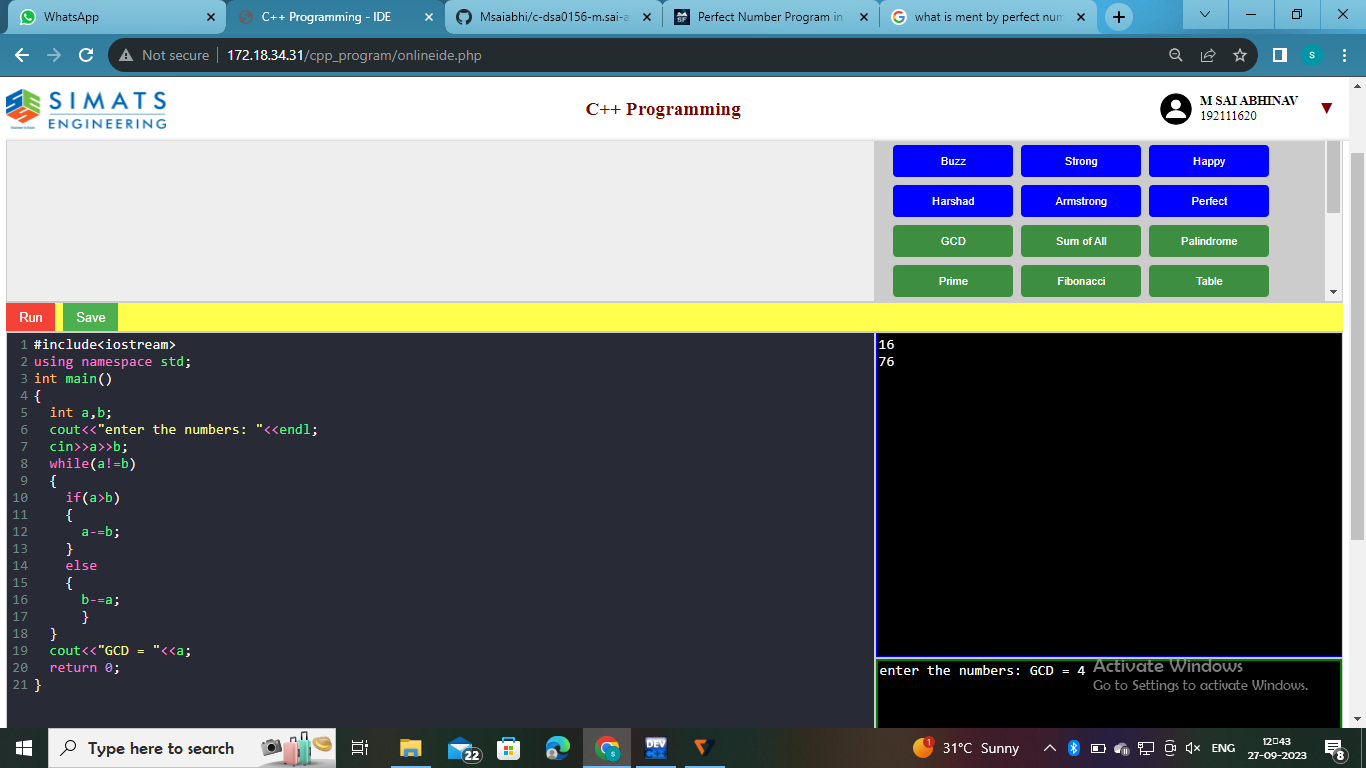 WhatsApp
C++ Programming - IDE
Msaiabhi/c-dsa0156-m.sai-a
Perfect Number Program in
what is ment by perfect num
Not secure
172.18.34.31/cpp_program/onlineide.php
S
SIMATS
ENGINEERING
C++ Programming
M SAI ABHINAV
192111620
Buzz Strong Happy
Harshad Armstrong Perfect
GCD Sum of All Palindrome
Prime Fibonacci Table
Run Save
1 #include<iostream>
2 using namespace std;
3 int main()
4 {
5 int a,b;
6 cout<<"enter the numbers: "<<endl;
7 cin>>a>>b;
8 while(a!=b)
9 {
10 if(a>b)
11 {
12 a-=b;
13 }
14 else
15 {
16 b-=a;
17 }
18 }
19 cout<<"GCD = "<<a;
20 return 0;
21 }
16
76
enter the numbers: GCD = 4
Activate Windows
Go to Settings to activate Windows.
Type here to search
22
DEV
1
31°C Sunny
ENG
12:43
27-09-2023
8